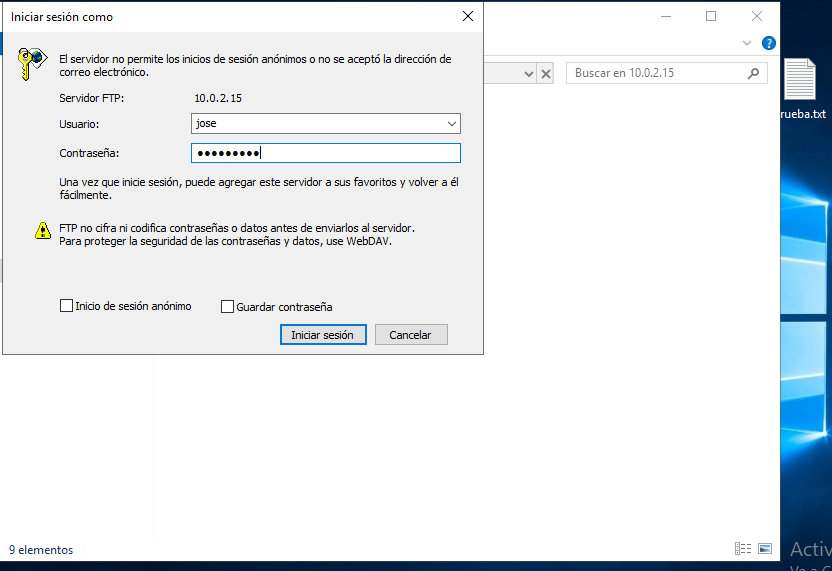 Iniciar sesión como
El servidor no permite los inicios de sesión anónimos o no se aceptó la dirección de
correo electrónico.
Servidor FTP: 10.0.2.15
Usuario: jose
Contraseña: ●●●●●●●●●
Una vez que inicie sesión, puede agregar este servidor a sus favoritos y volver a él
fácilmente.
FTP no cifra ni codifica contraseñas o datos antes de enviarlos al servidor.
Para proteger la seguridad de las contraseñas y datos, use WebDAV.
Inicio de sesión anónimo
Guardar contraseña
Iniciar sesión
Cancelar
Buscar en 10.0.2.15
rueba.txt
9 elementos
Activ